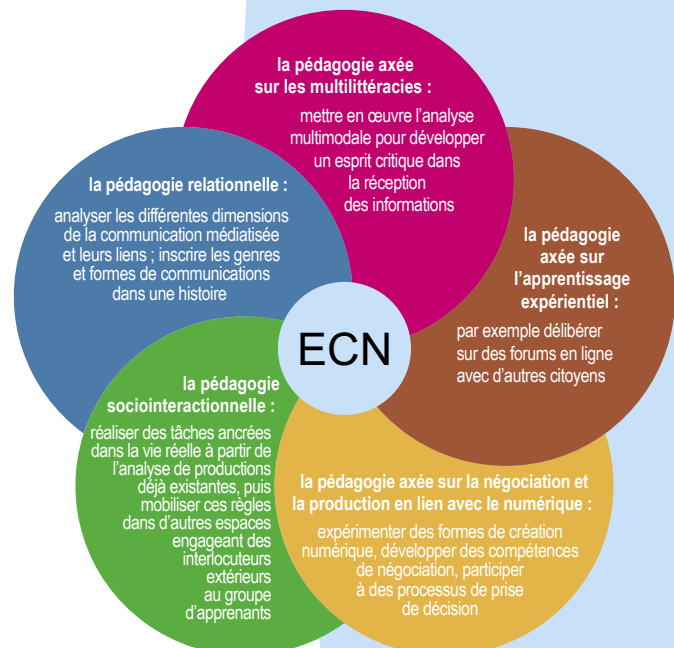 la pédagogie axée
sur les multilittéracies :
mettre en œuvre l’analyse
multimodale pour développer
un esprit critique dans
la réception
des informations
la pédagogie relationnelle :
analyser les différentes dimensions
de la communication médiatisée
et leurs liens ; inscrire les genres
et formes de communications
dans une histoire
la pédagogie
axée sur
l’apprentissage
expérientiel :
par exemple délibérer
sur des forums en ligne
avec d’autres citoyens
ECN
la pédagogie
sociointeractionnelle :
réaliser des tâches ancrées
dans la vie réelle à partir de
l’analyse de productions
déjà existantes, puis
mobiliser ces règles
dans d’autres espaces
engageant des
interlocuteurs
extérieurs
au groupe
d’apprenants
la pédagogie axée sur la négociation et
la production en lien avec le numérique :
expérimenter des formes de création
numérique, développer des compétences
de négociation, participer
à des processus de prise
de décision